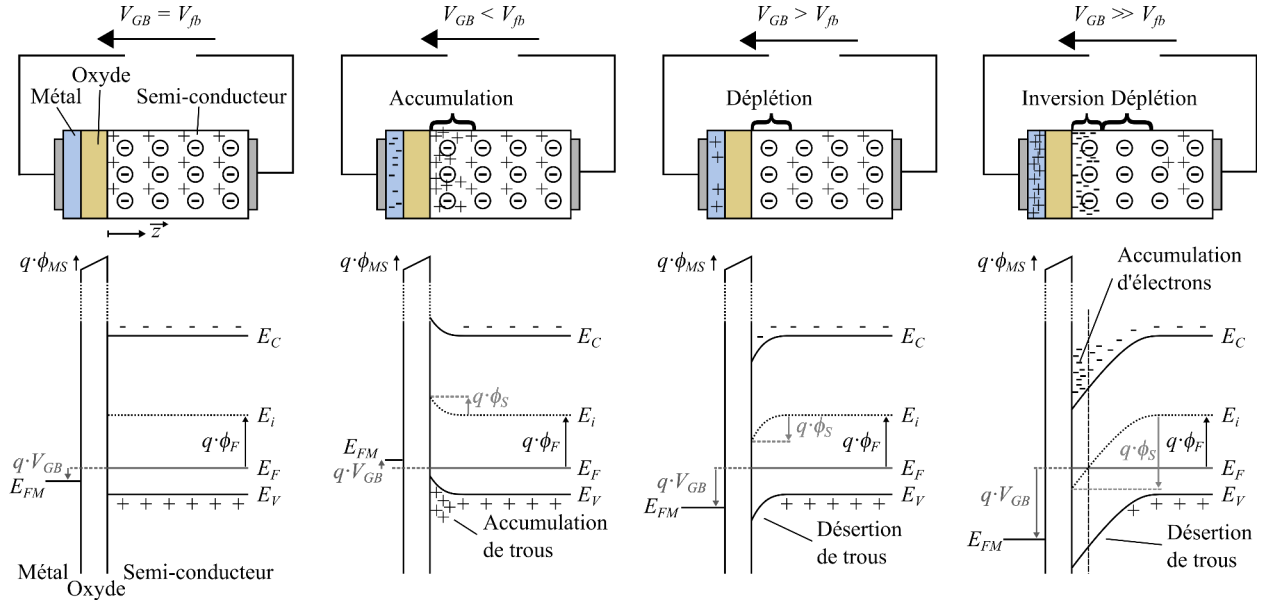 V_GB = V_fb
Oxyde
Métal
Semi-conducteur
z
q·ϕ_MS
E_C
E_i
q·ϕ_F
q·V_GB
E_F
E_FM
E_V
Métal
Oxyde
Semi-conducteur
V_GB < V_fb
Accumulation
q·ϕ_MS
E_C
q·ϕ_S
E_i
q·ϕ_F
E_FM
q·V_GB
E_F
E_V
Accumulation
de trous
V_GB > V_fb
Déplétion
q·ϕ_MS
E_C
E_i
q·ϕ_S
q·ϕ_F
E_F
q·V_GB
E_V
E_FM
Désertion
de trous
V_GB ≫ V_fb
Inversion Déplétion
q·ϕ_MS
Accumulation
d'électrons
E_C
E_i
q·ϕ_S
q·ϕ_F
E_F
q·V_GB
E_V
E_FM
Désertion
de trous